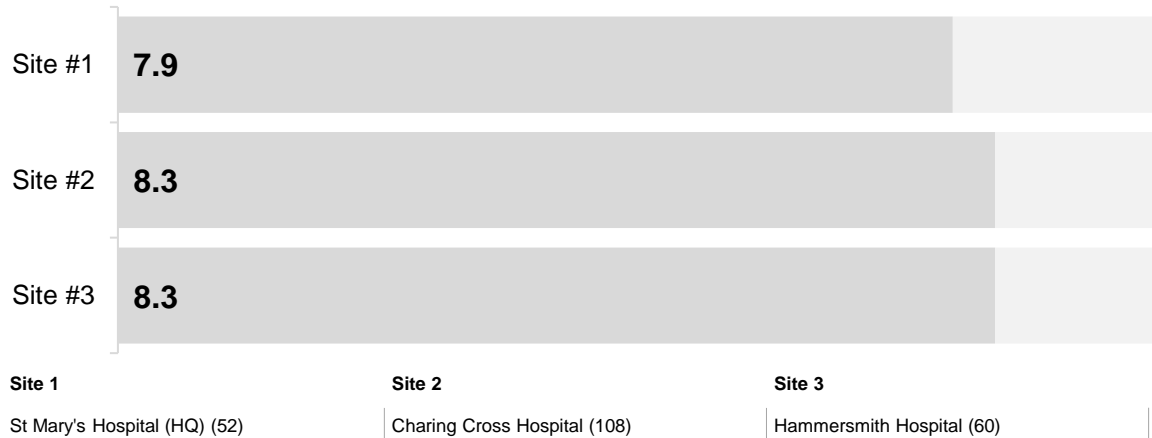 Site #1 7.9
Site #2 8.3
Site #3 8.3
Site 1 Site 2 Site 3
St Mary's Hospital (HQ) (52) Charing Cross Hospital (108) Hammersmith Hospital (60)